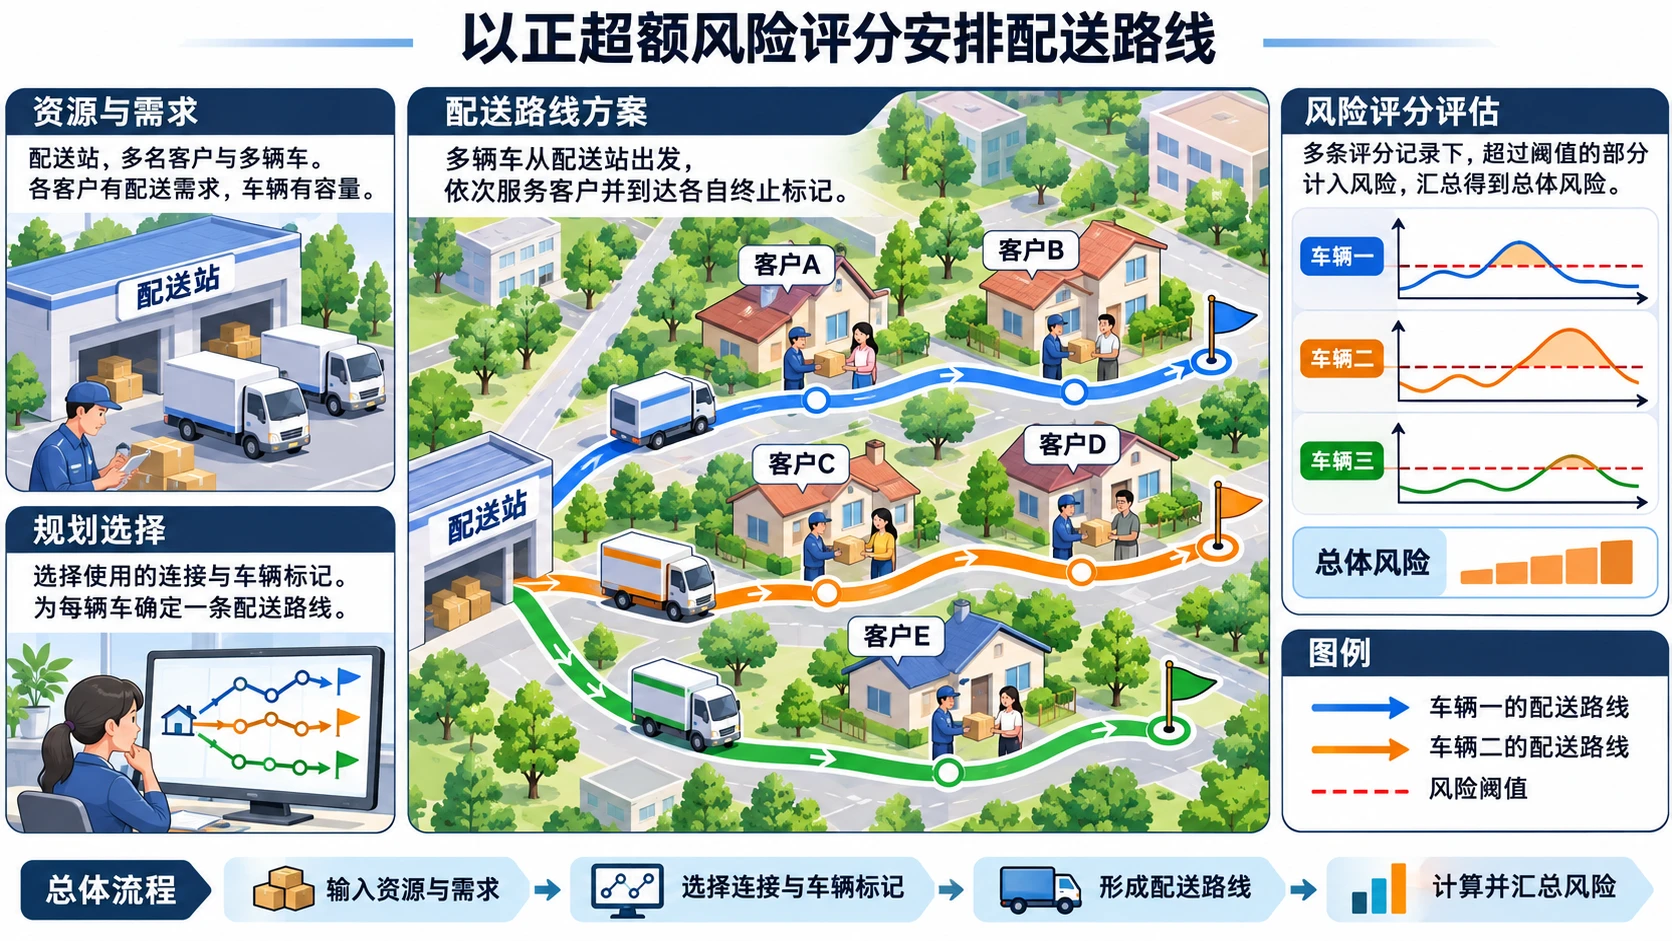 以正超额风险评分安排配送路线
资源与需求
配送站，多名客户与多辆车。
各客户有配送需求，车辆有容量。
配送站
规划选择
选择使用的连接与车辆标记。
为每辆车确定一条配送路线。
配送路线方案
多辆车从配送站出发，
依次服务客户并到达各自终止标记。
客户A
客户B
客户C
客户D
配送站
客户E
风险评分评估
多条评分记录下，超过阈值的部分
计入风险，汇总得到总体风险。
车辆一
车辆二
车辆三
总体风险
图例
车辆一的配送路线
车辆二的配送路线
风险阈值
总体流程
输入资源与需求
选择连接与车辆标记
形成配送路线
计算并汇总风险